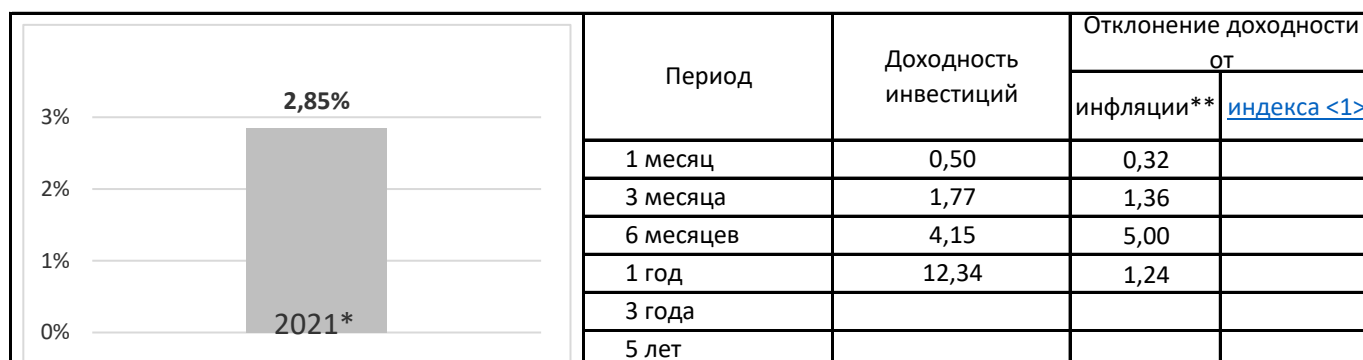 2,85%
3%
2%
1%
0%
2021*
Период
Доходность
инвестиций
Отклонение доходности
от
инфляции**
индекса <1>
1 месяц 0,50 0,32
3 месяца 1,77 1,36
6 месяцев 4,15 5,00
1 год 12,34 1,24
3 года
5 лет